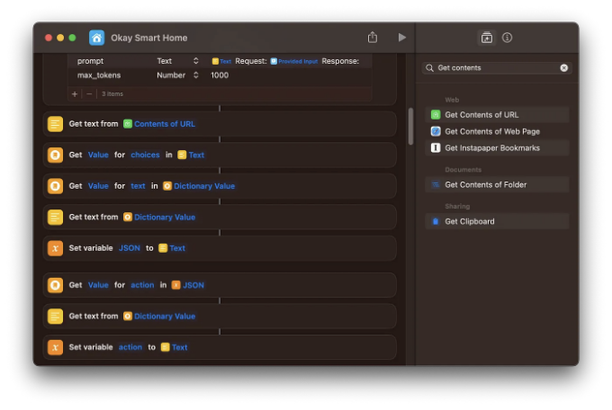 Okay Smart Home
prompt Text Text Request: Provided Input Response:
max_tokens Number 1000
+ − 3 items
Get text from Contents of URL
Get Value for choices in Text
Get Value for text in Dictionary Value
Get text from Dictionary Value
Set variable JSON to Text
Get Value for action in JSON
Get text from Dictionary Value
Set variable action to Text
Get contents
Web
Get Contents of URL
Get Contents of Web Page
Get Instapaper Bookmarks
Documents
Get Contents of Folder
Sharing
Get Clipboard